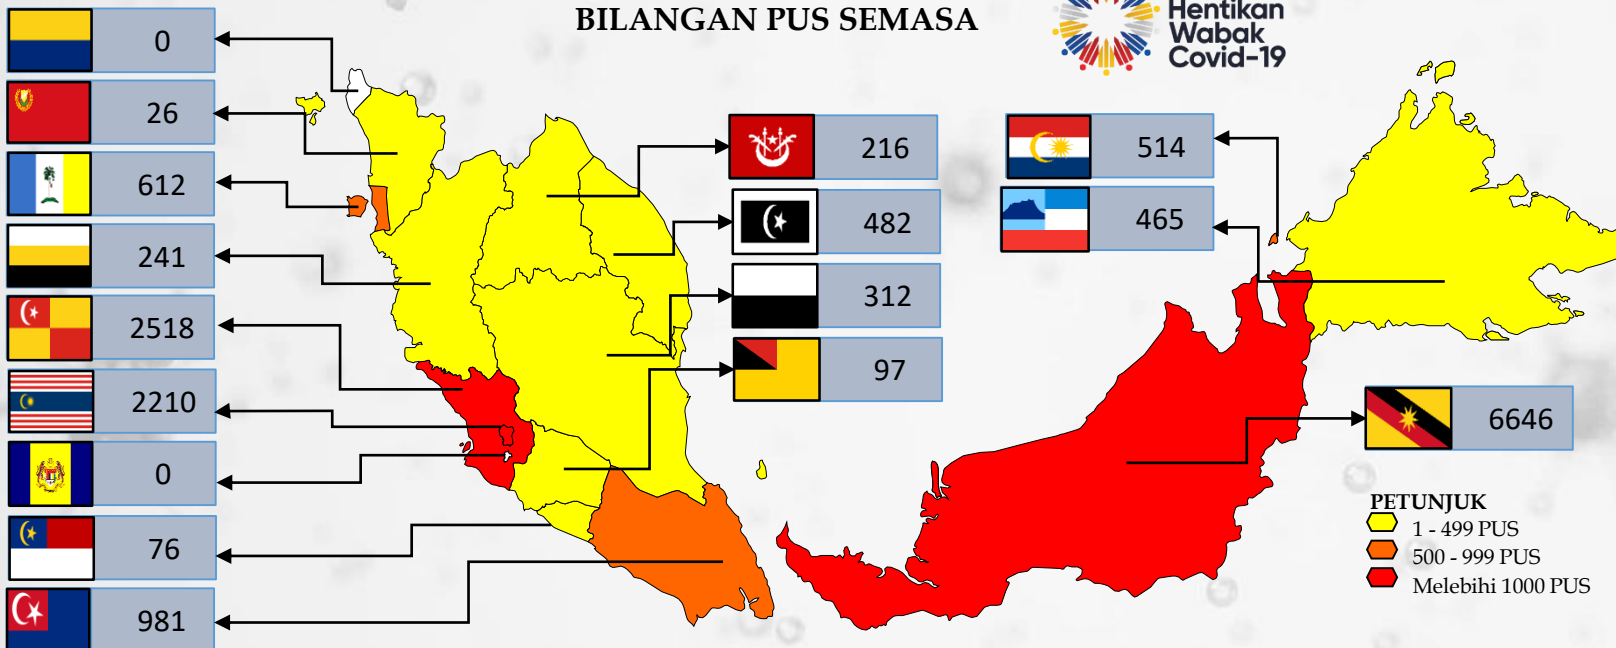 BILANGAN PUS SEMASA
Hentikan
Wabak
Covid-19
0
26
612
241
2518
2210
0
76
981
216
482
312
97
514
465
6646
PETUNJUK
1 - 499 PUS
500 - 999 PUS
Melebihi 1000 PUS